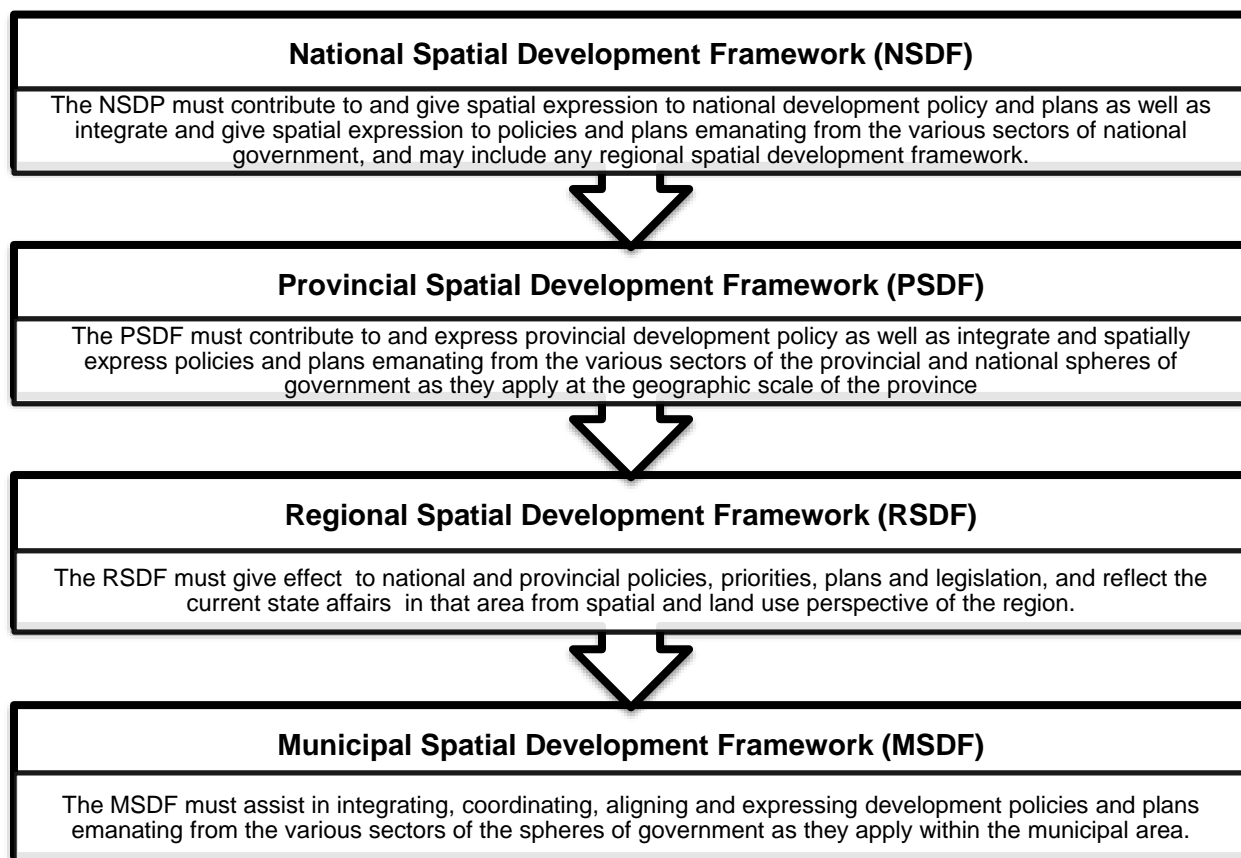 National Spatial Development Framework (NSDF)
The NSDP must contribute to and give spatial expression to national development policy and plans as well as
integrate and give spatial expression to policies and plans emanating from the various sectors of national
government, and may include any regional spatial development framework.
Provincial Spatial Development Framework (PSDF)
The PSDF must contribute to and express provincial development policy as well as integrate and spatially
express policies and plans emanating from the various sectors of the provincial and national spheres of
government as they apply at the geographic scale of the province
Regional Spatial Development Framework (RSDF)
The RSDF must give effect to national and provincial policies, priorities, plans and legislation, and reflect the
current state affairs in that area from spatial and land use perspective of the region.
Municipal Spatial Development Framework (MSDF)
The MSDF must assist in integrating, coordinating, aligning and expressing development policies and plans
emanating from the various sectors of the spheres of government as they apply within the municipal area.